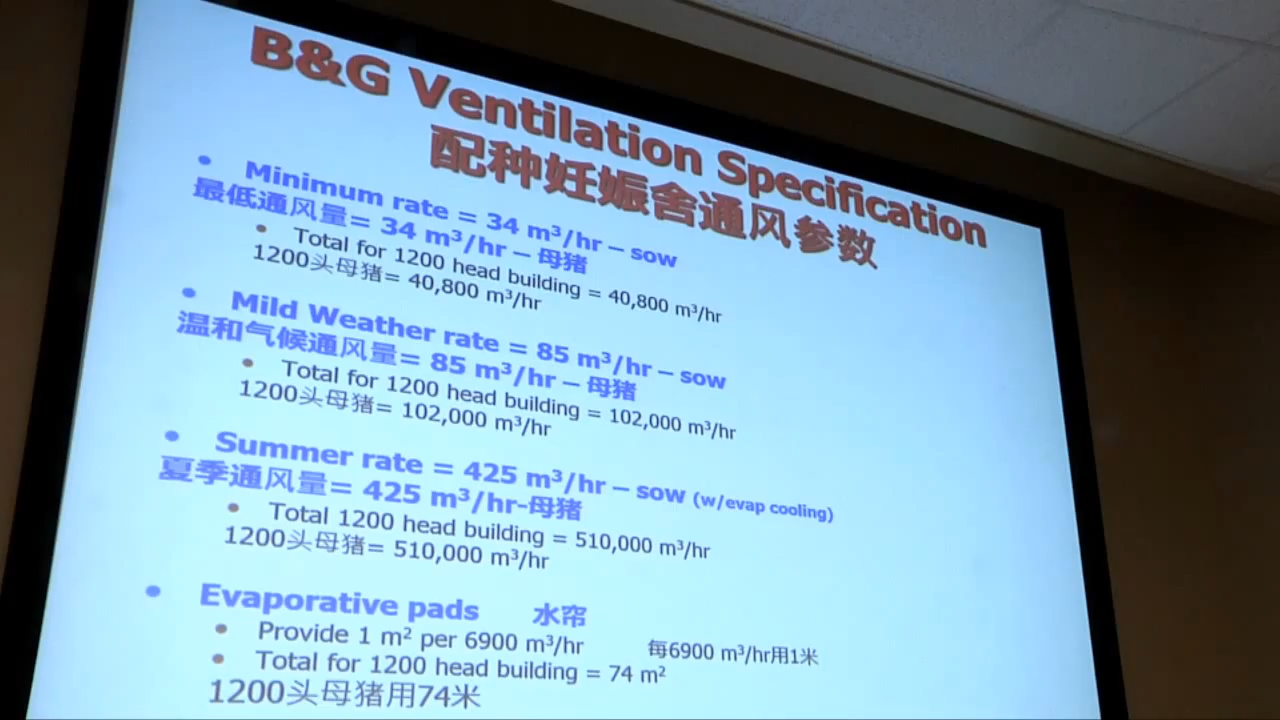 B&G Ventilation Specification
配种妊娠舍通风参数
• Minimum rate = 34 m³/hr – sow
最低通风量= 34 m³/hr – 母猪
• Total for 1200 head building = 40,800 m³/hr
1200头母猪= 40,800 m³/hr
• Mild Weather rate = 85 m³/hr – sow
温和气候通风量= 85 m³/hr – 母猪
• Total for 1200 head building = 102,000 m³/hr
1200头母猪= 102,000 m³/hr
• Summer rate = 425 m³/hr – sow (w/evap cooling)
夏季通风量= 425 m³/hr-母猪
• Total 1200 head building = 510,000 m³/hr
1200头母猪= 510,000 m³/hr
• Evaporative pads 水帘
• Provide 1 m² per 6900 m³/hr 每6900 m³/hr用1米
• Total for 1200 head building = 74 m²
1200头母猪用74米